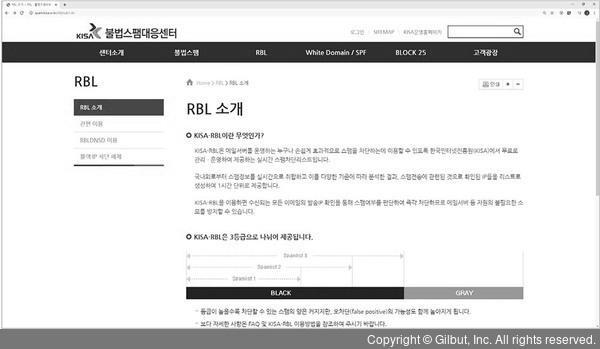 KISA 불법스팸대응센터
로그인 SITEMAP KISA운영홈페이지
센터소개 불법스팸 RBL White Domain / SPF BLOCK 25 고객광장
RBL
Home > RBL > RBL 소개
인쇄
RBL 소개
관련 이용
RBLDNSD 이용
RBL 소개
KISA-RBL이란 무엇인가?
KISA-RBL은 메일서버를 운영하는 누구나 손쉽게 효과적으로 스팸을 차단하는데 이용할 수 있도록 한국인터넷진흥원(KISA)에서 무료로
관리ㆍ운영하여 제공하는 실시간 스팸차단리스트입니다.
국내외로부터 스팸정보를 실시간으로 취합하고 이를 다양한 기준에 따라 분석한 결과, 스팸전송에 관련된 것으로 확인된 IP들을 리스트로
생성하여 1시간 단위로 제공합니다.
KISA-RBL을 이용하면 수신되는 모든 이메일의 발송IP 확인을 통해 스팸여부를 판단하여 즉각 차단하므로 메일서버 등 자원의 불필요한 소
모를 방지할 수 있습니다.
KISA-RBL은 3등급으로 나뉘어 제공됩니다.
Spamlist 3
Spamlist 2
Spamlist 1
BLACK GRAY
- 등급이 높을수록 차단할 수 있는 스팸의 양은 커지지만, 오차단(false positive)의 가능성도 함께 높아지게 됩니다.
- 보다 자세한 사항은 FAQ 및 KISA-RBL 이용방법을 참조하여 주시기 바랍니다.
Copyright © Gilbut, Inc. All rights reserved.